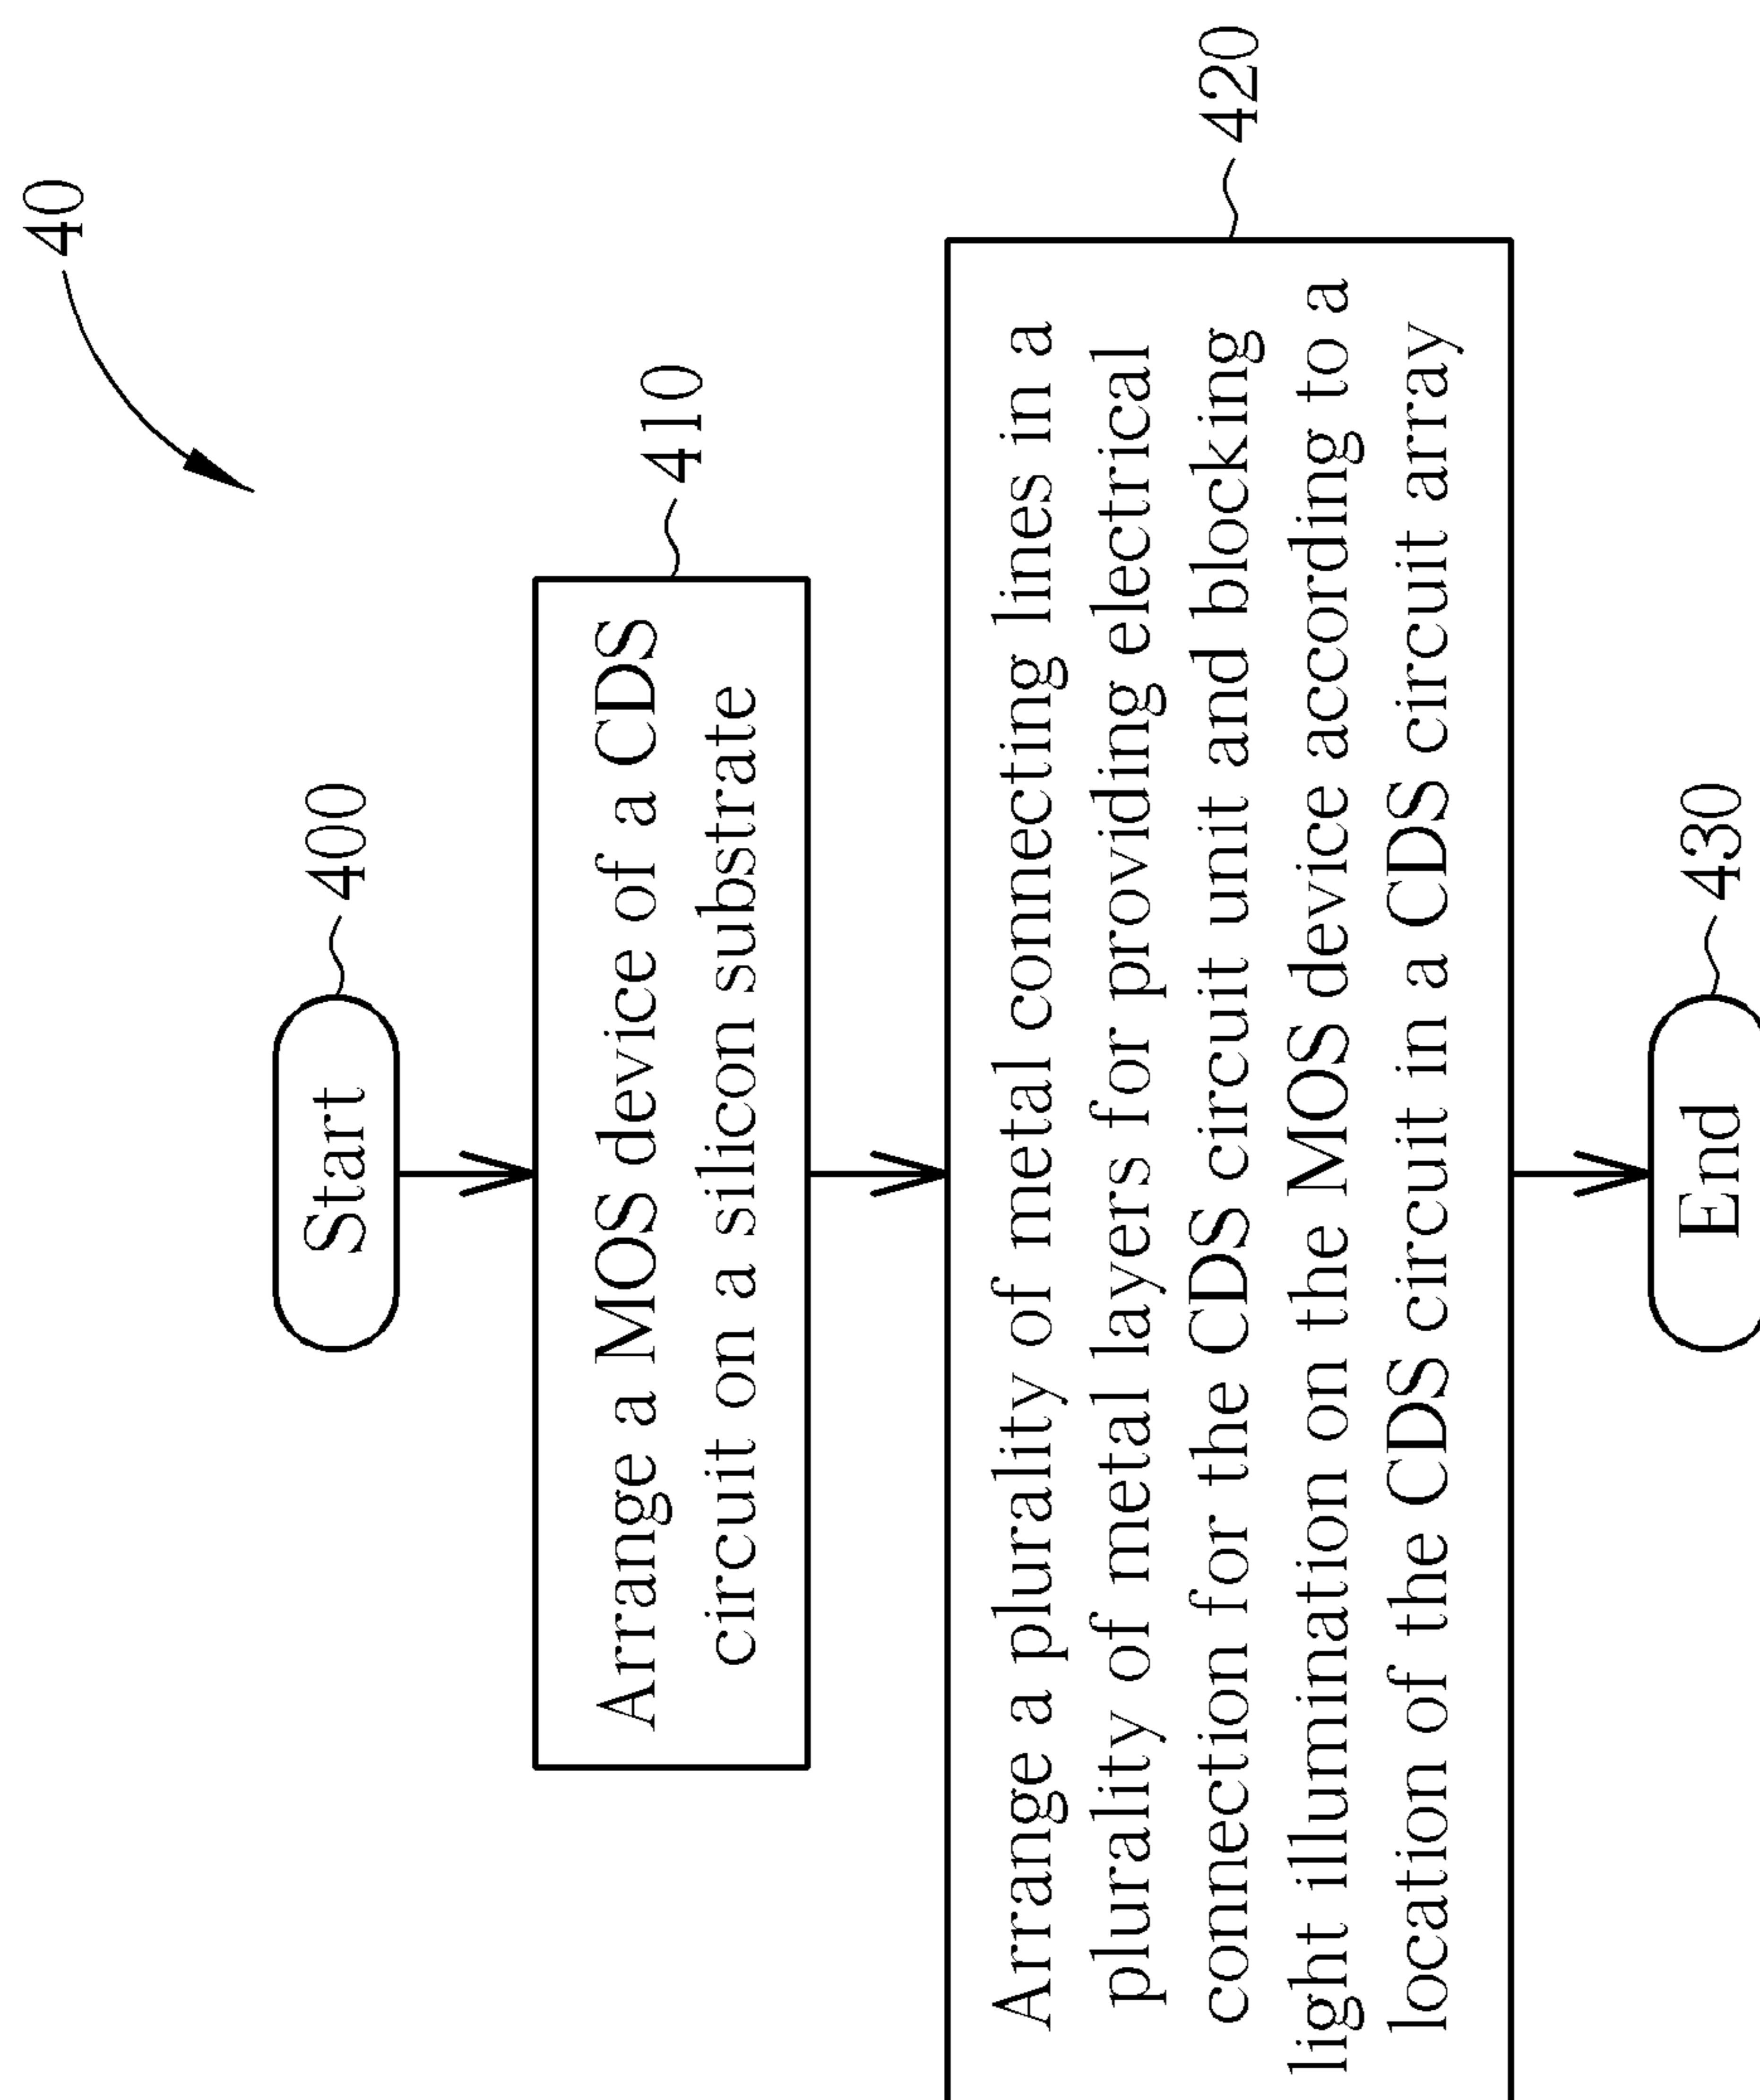 40
Start
400
Arrange a MOS device of a CDS
circuit on a silicon substrate
410
Arrange a plurality of metal connecting lines in a
plurality of metal layers for providing electrical
connection for the CDS circuit unit and blocking
light illumination on the MOS device according to a
location of the CDS circuit in a CDS circuit array
420
End
430